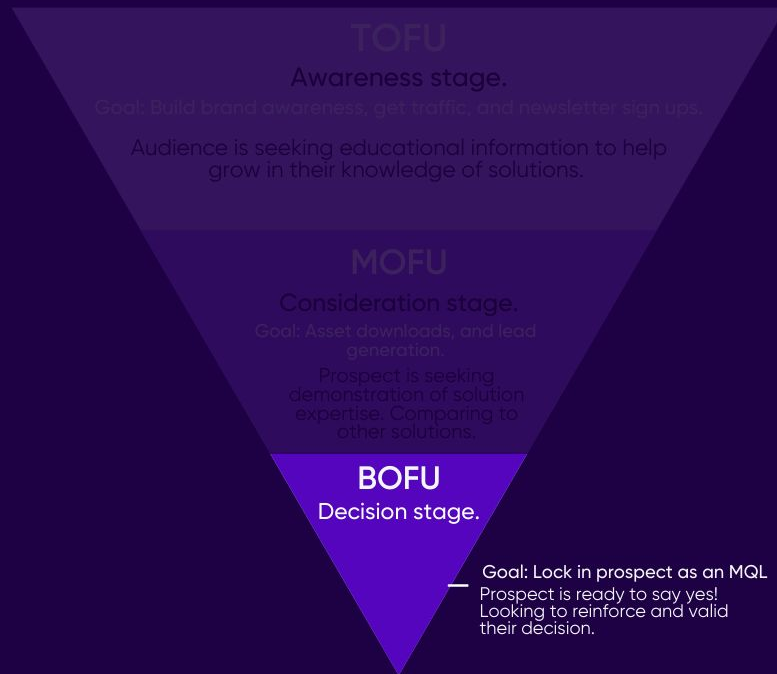 TOFU
Awareness stage.
Goal: Build brand awareness, get traffic, and newsletter sign ups.
Audience is seeking educational information to help
grow in their knowledge of solutions.
MOFU
Consideration stage.
Goal: Asset downloads, and lead
generation.
Prospect is seeking
demonstration of solution
expertise. Comparing to
other solutions.
BOFU
Decision stage.
Goal: Lock in prospect as an MQL
Prospect is ready to say yes!
Looking to reinforce and valid
their decision.